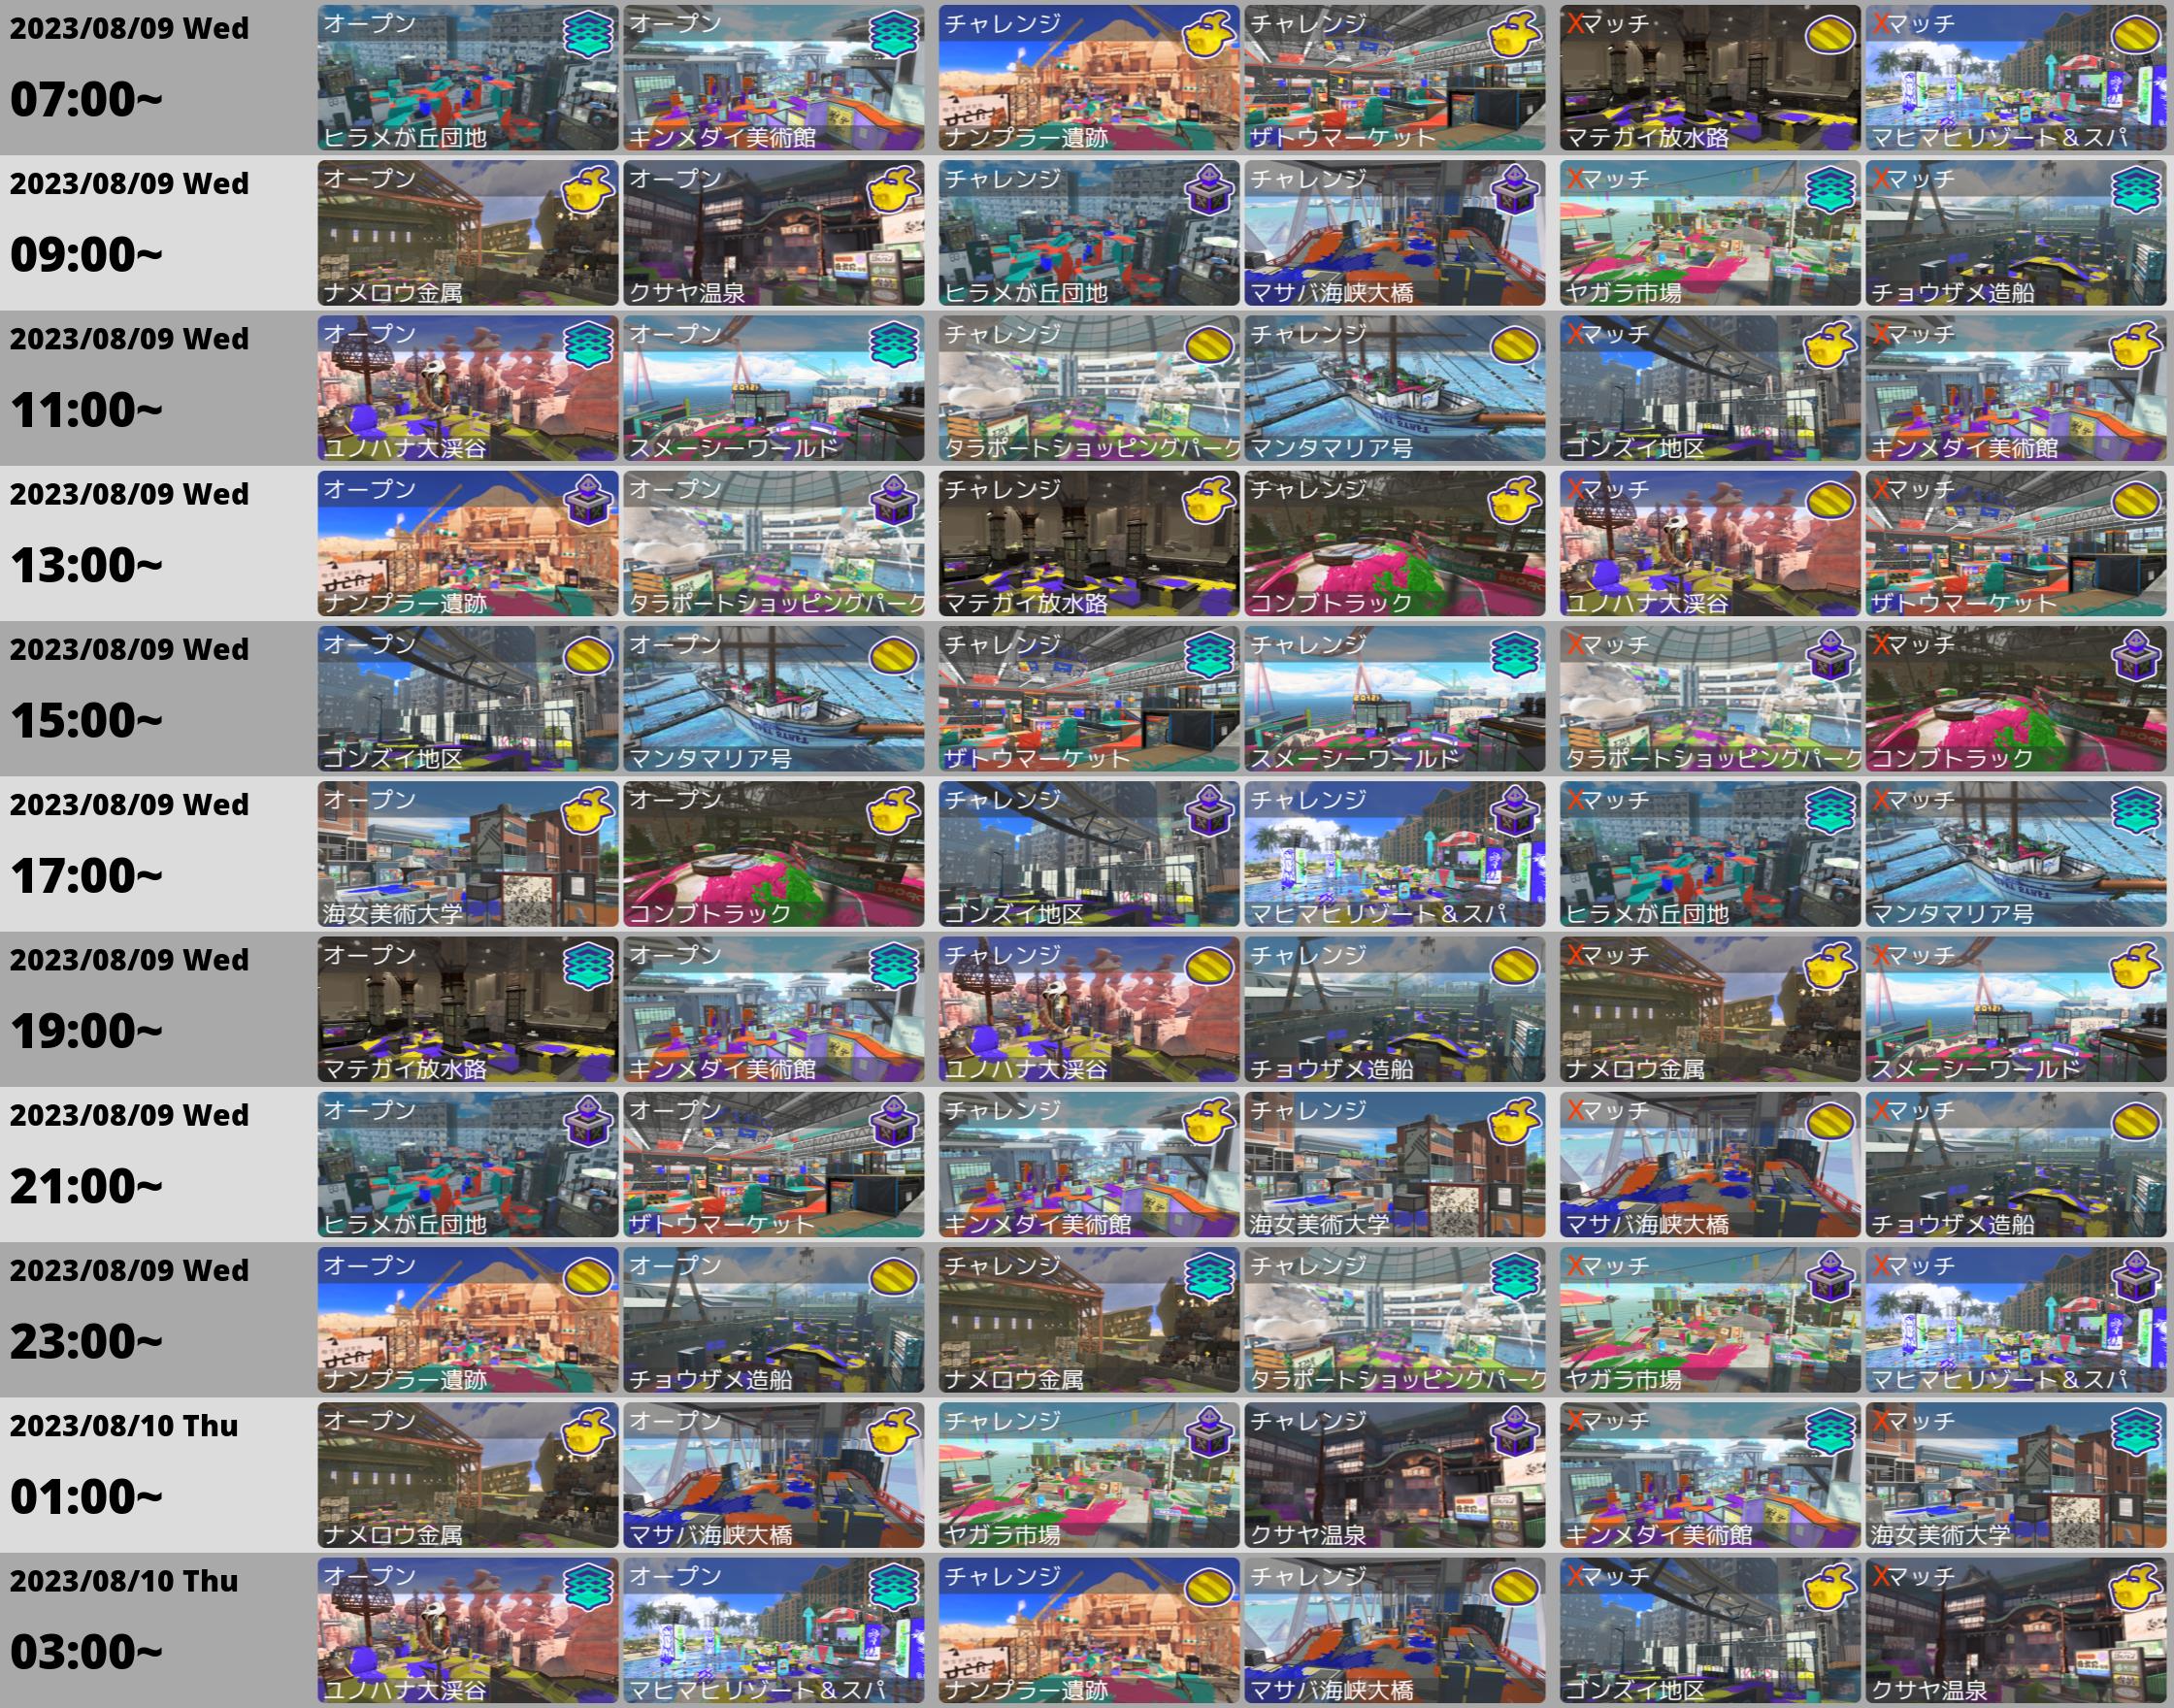 2023/08/09 Wed
07:00~
オープン
ヒラメが丘団地
オープン
キンメダイ美術館
チャレンジ
ナンプラー遺跡
チャレンジ
ザトウマーケット
Xマッチ
マテガイ放水路
Xマッチ
マヒマヒリゾート&スパ
2023/08/09 Wed
09:00~
オープン
ナメロウ金属
オープン
クサヤ温泉
チャレンジ
ヒラメが丘団地
チャレンジ
マサバ海峡大橋
Xマッチ
ヤガラ市場
Xマッチ
チョウザメ造船
2023/08/09 Wed
11:00~
オープン
ユノハナ大渓谷
オープン
スメーシーワールド
チャレンジ
タラポートショッピングパーク
チャレンジ
マンタマリア号
Xマッチ
ゴンズイ地区
Xマッチ
キンメダイ美術館
2023/08/09 Wed
13:00~
オープン
ナンプラー遺跡
オープン
タラポートショッピングパーク
チャレンジ
マテガイ放水路
チャレンジ
コンブトラック
Xマッチ
ユノハナ大渓谷
Xマッチ
ザトウマーケット
2023/08/09 Wed
15:00~
オープン
ゴンズイ地区
オープン
マンタマリア号
チャレンジ
ザトウマーケット
チャレンジ
スメーシーワールド
Xマッチ
タラポートショッピングパーク
Xマッチ
コンブトラック
2023/08/09 Wed
17:00~
オープン
海女美術大学
オープン
コンブトラック
チャレンジ
ゴンズイ地区
チャレンジ
マヒマヒリゾート&スパ
Xマッチ
ヒラメが丘団地
Xマッチ
マンタマリア号
2023/08/09 Wed
19:00~
オープン
マテガイ放水路
オープン
キンメダイ美術館
チャレンジ
ユノハナ大渓谷
チャレンジ
チョウザメ造船
Xマッチ
ナメロウ金属
Xマッチ
スメーシーワールド
2023/08/09 Wed
21:00~
オープン
ヒラメが丘団地
オープン
ザトウマーケット
チャレンジ
キンメダイ美術館
チャレンジ
海女美術大学
Xマッチ
マサバ海峡大橋
Xマッチ
チョウザメ造船
2023/08/09 Wed
23:00~
オープン
ナンプラー遺跡
オープン
チョウザメ造船
チャレンジ
ナメロウ金属
チャレンジ
タラポートショッピングパーク
Xマッチ
ヤガラ市場
Xマッチ
マヒマヒリゾート&スパ
2023/08/10 Thu
01:00~
オープン
ナメロウ金属
オープン
マサバ海峡大橋
チャレンジ
ヤガラ市場
チャレンジ
クサヤ温泉
Xマッチ
キンメダイ美術館
Xマッチ
海女美術大学
2023/08/10 Thu
03:00~
オープン
ユノハナ大渓谷
オープン
マヒマヒリゾート&スパ
チャレンジ
ナンプラー遺跡
チャレンジ
マサバ海峡大橋
Xマッチ
ゴンズイ地区
Xマッチ
クサヤ温泉